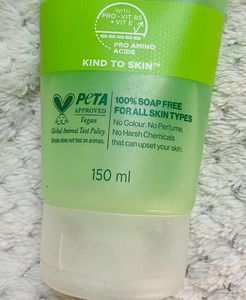 WITH
PRO - VIT B5
+ VIT E
PRO AMINO
ACIDS
KIND TO SKIN™
PeTA
APPROVED
Vegan
Global Animal Test Policy
Simple does not test on animals.
100% SOAP FREE
FOR ALL SKIN TYPES
No Colour. No Perfume.
No Harsh Chemicals
that can upset your skin.
150 ml